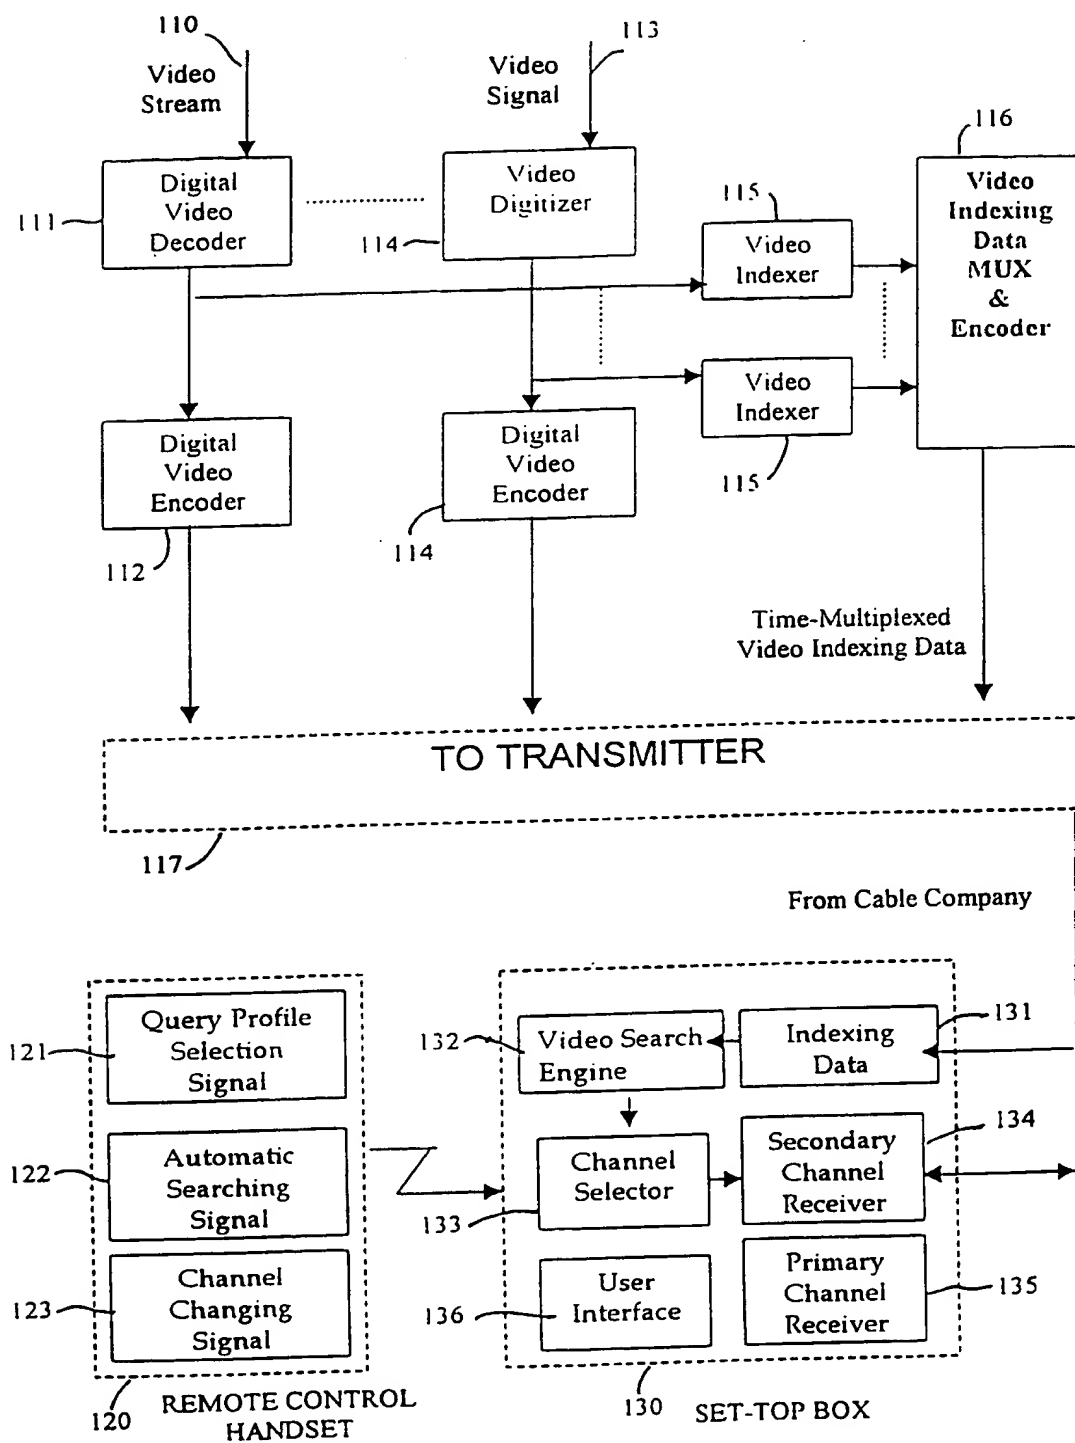 110
Video
Stream
113
Video
Signal
116
111
Digital
Video
Decoder
114
Video
Digitizer
115
Video
Indexer
Video
Indexing
Data
MUX
&
Encoder
Video
Indexer
115
Digital
Video
Encoder
112
Digital
Video
Encoder
114
Time-Multiplexed
Video Indexing Data
TO TRANSMITTER
117
From Cable Company
121
Query Profile
Selection
Signal
122
Automatic
Searching
Signal
123
Channel
Changing
Signal
120
REMOTE CONTROL
HANDSET
132
Video Search
Engine
Indexing
Data
131
133
Channel
Selector
Secondary
Channel
Receiver
134
136
User
Interface
Primary
Channel
Receiver
135
130
SET-TOP BOX